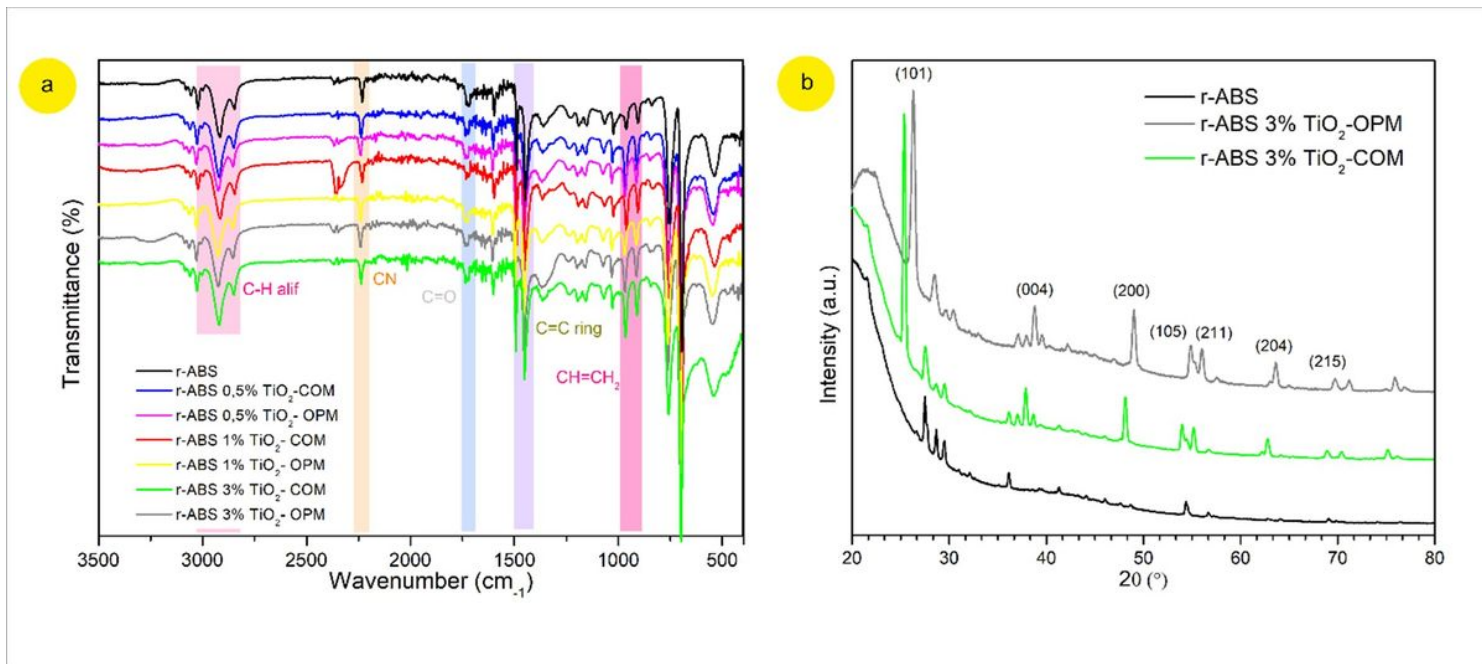 a
C-H alif
CN
C=O
C=C ring
CH=CH₂
r-ABS
r-ABS 0,5% TiO₂-COM
r-ABS 0,5% TiO₂- OPM
r-ABS 1% TiO₂- COM
r-ABS 1% TiO₂- OPM
r-ABS 3% TiO₂- COM
r-ABS 3% TiO₂- OPM
Transmittance (%)
3500 3000 2500 2000 1500 1000 500
Wavenumber (cm₋₁)
b
(101)
(004)
(200)
(105)
(211)
(204)
(215)
r-ABS
r-ABS 3% TiO₂-OPM
r-ABS 3% TiO₂-COM
Intensity (a.u.)
20 30 40 50 60 70 80
2θ (°)